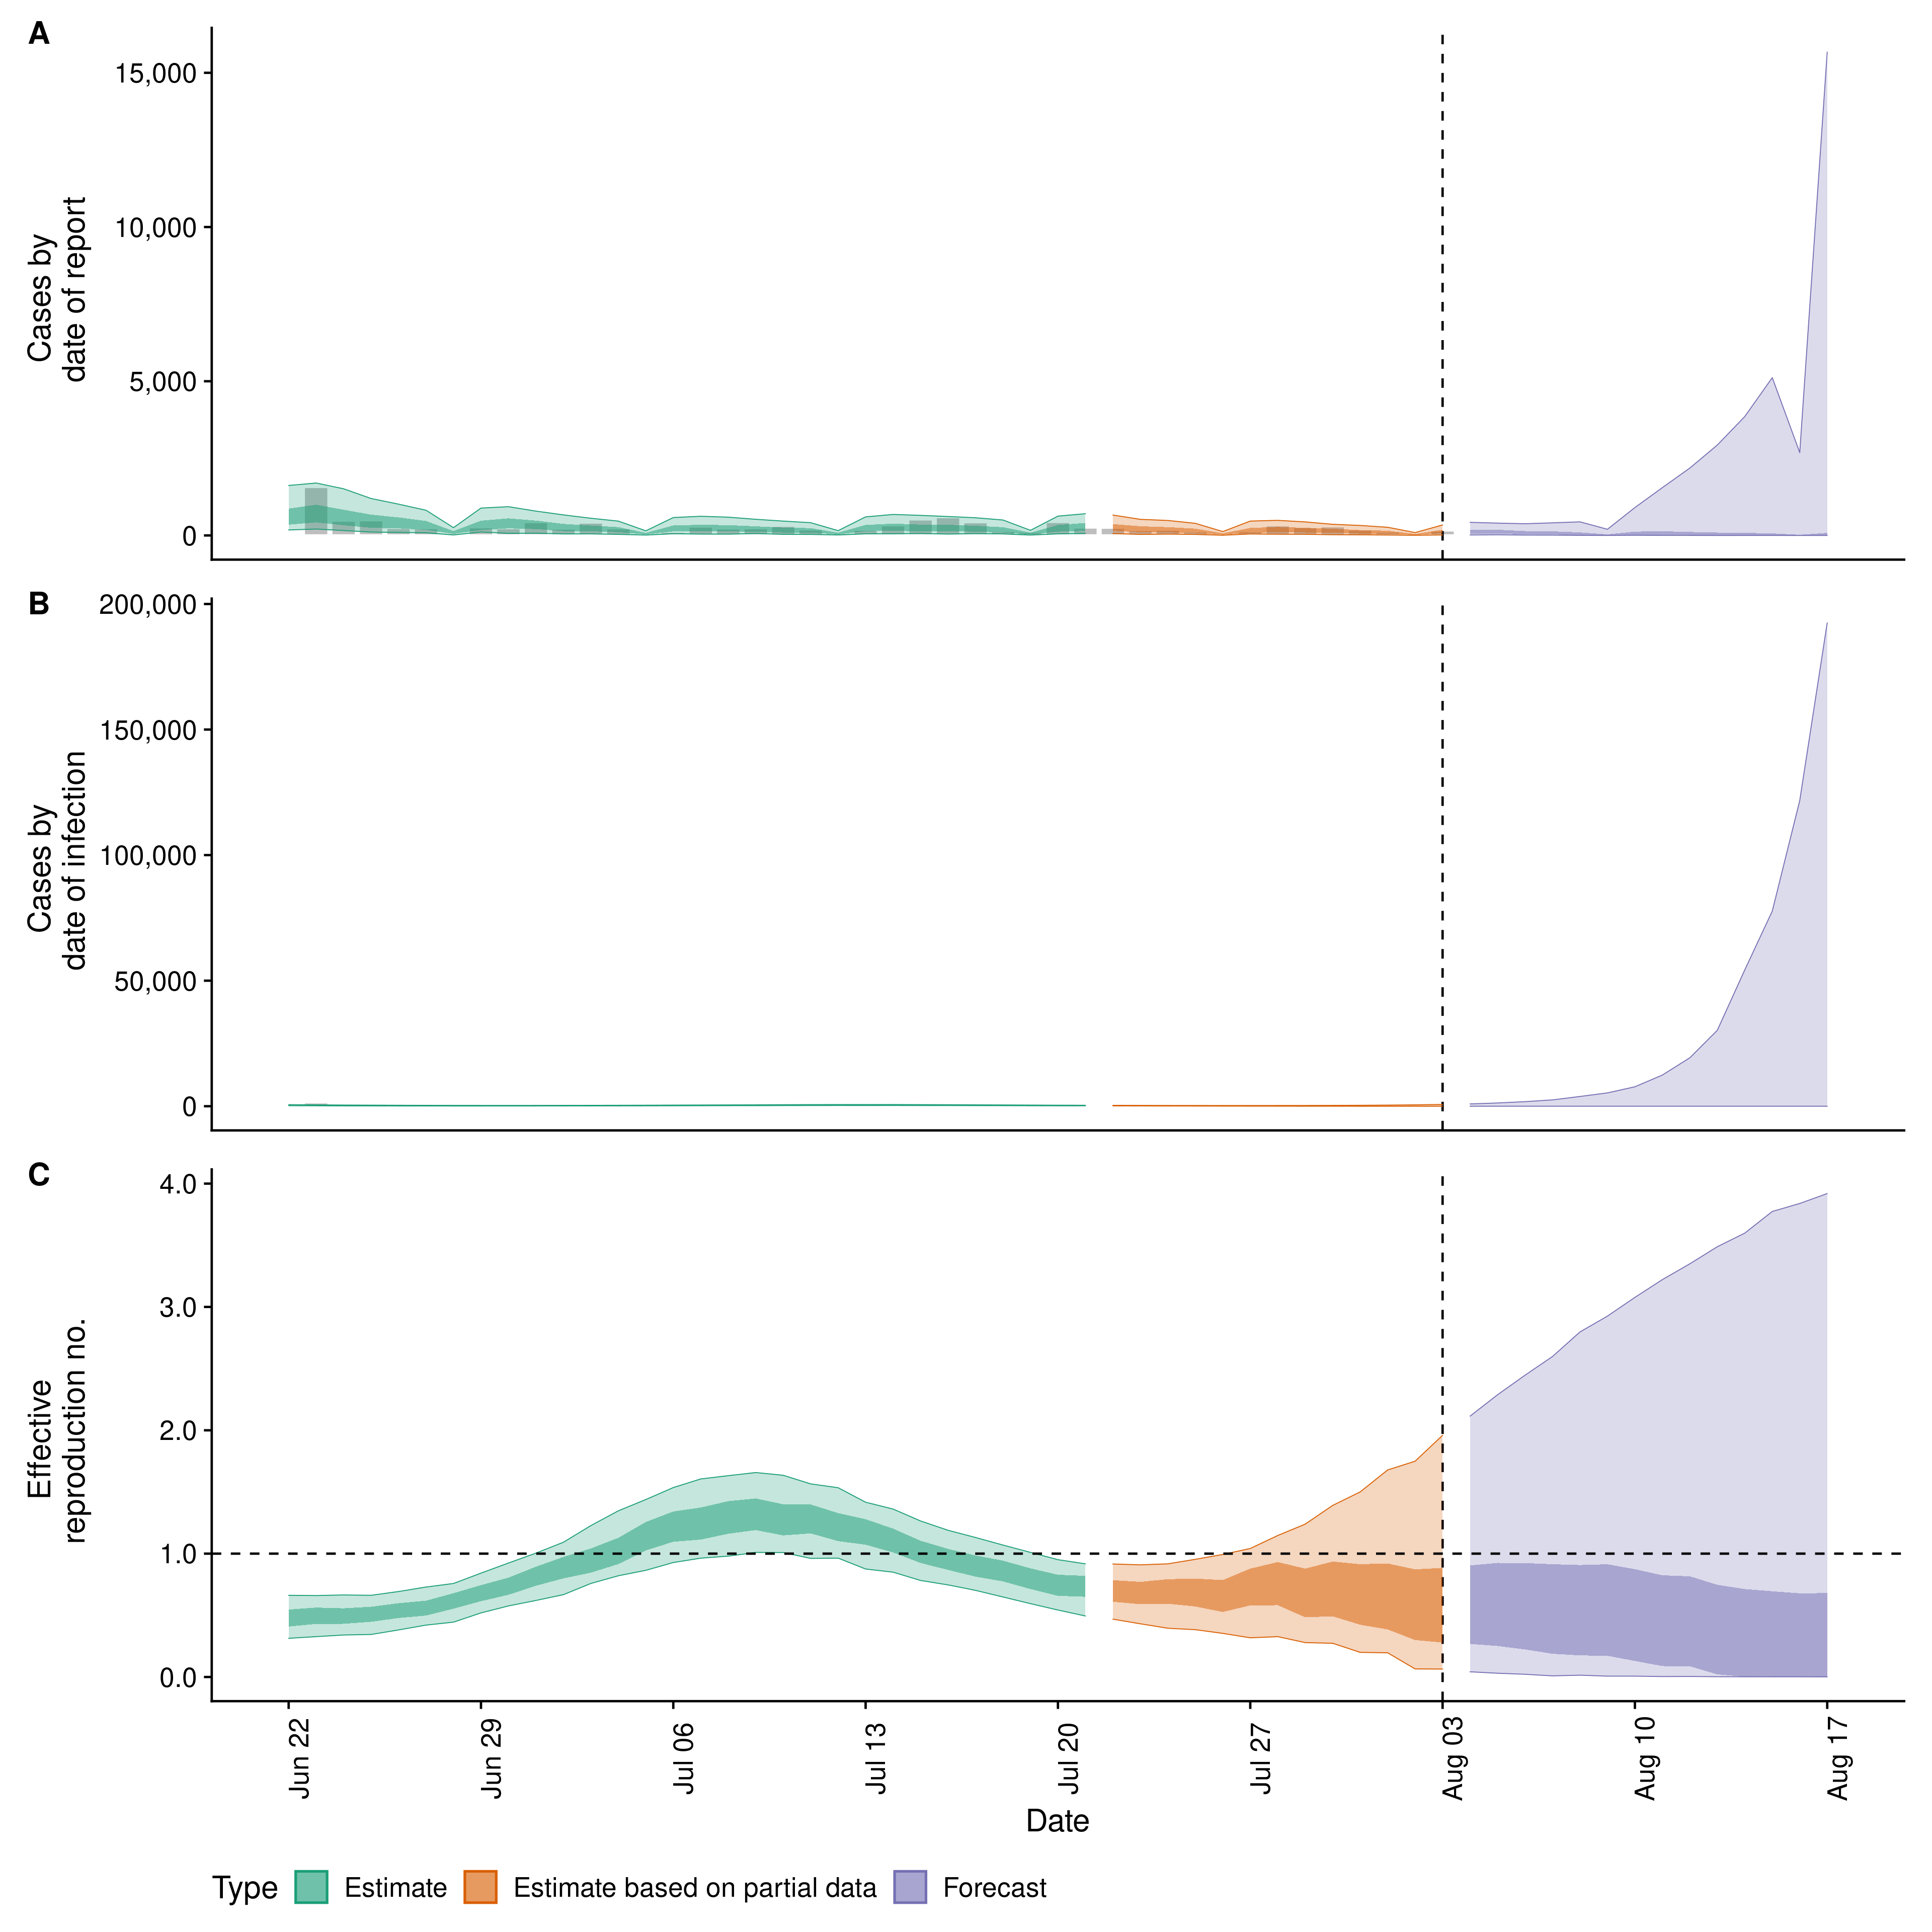 A
15,000
10,000
5,000
0
Cases by
date of report
B
200,000
150,000
100,000
50,000
0
Cases by
date of infection
C
4.0
3.0
2.0
1.0
0.0
Effective
reproduction no.
Jun 22
Jun 29
Jul 06
Jul 13
Jul 20
Jul 27
Aug 03
Aug 10
Aug 17
Date
Type Estimate Estimate based on partial data Forecast